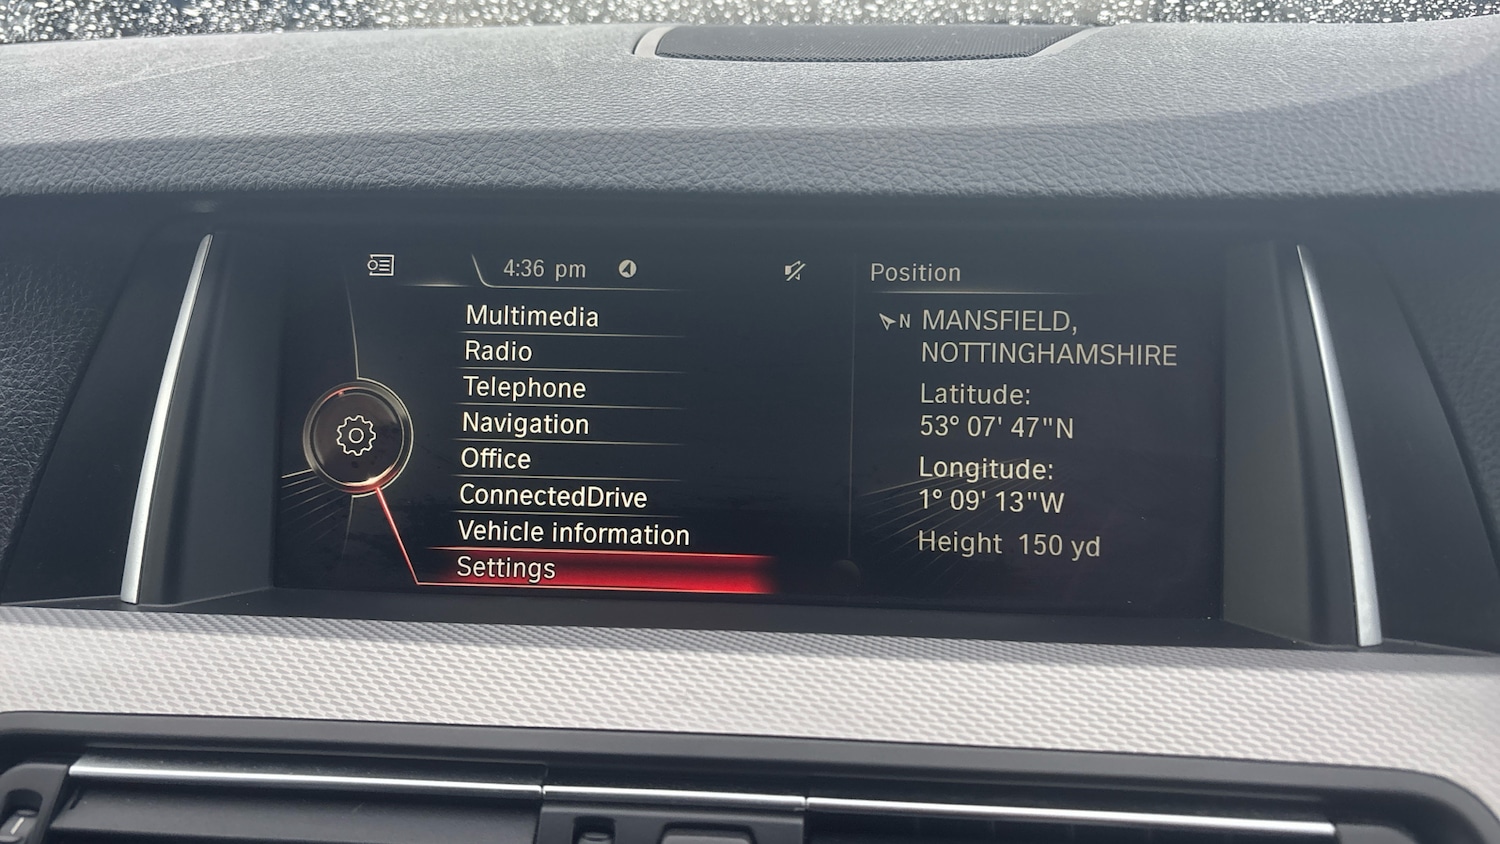 4:36 pm
Multimedia
Radio
Telephone
Navigation
Office
ConnectedDrive
Vehicle information
Settings
Position
N MANSFIELD,
NOTTINGHAMSHIRE
Latitude:
53° 07' 47"N
Longitude:
1° 09' 13"W
Height 150 yd